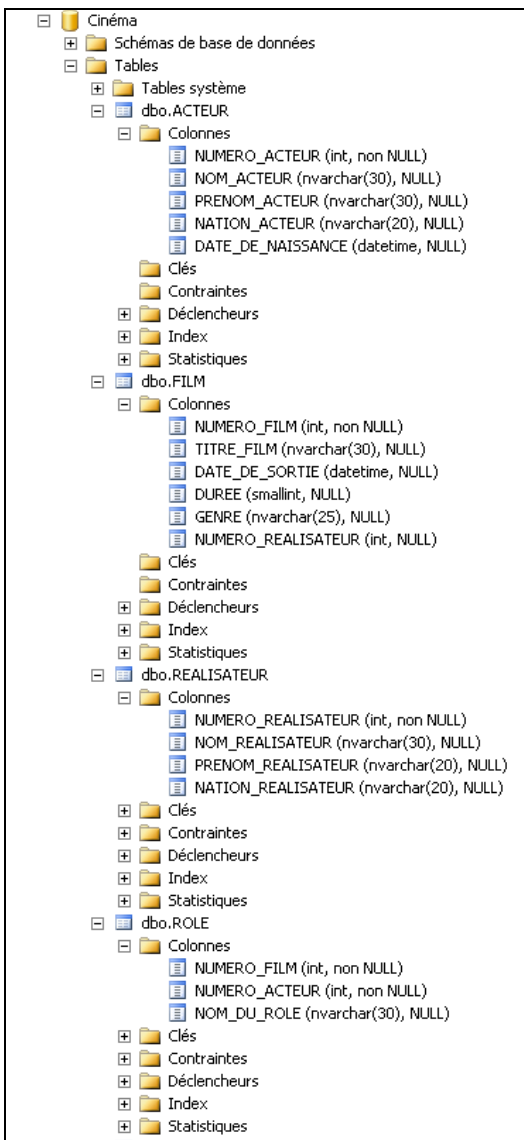 Cinéma
Schémas de base de données
Tables
Tables système
dbo.ACTEUR
Colonnes
NUMERO_ACTEUR (int, non NULL)
NOM_ACTEUR (nvarchar(30), NULL)
PRENOM_ACTEUR (nvarchar(30), NULL)
NATION_ACTEUR (nvarchar(20), NULL)
DATE_DE_NAISSANCE (datetime, NULL)
Clés
Contraintes
Déclencheurs
Index
Statistiques
dbo.FILM
Colonnes
NUMERO_FILM (int, non NULL)
TITRE_FILM (nvarchar(30), NULL)
DATE_DE_SORTIE (datetime, NULL)
DUREE (smallint, NULL)
GENRE (nvarchar(25), NULL)
NUMERO_REALISATEUR (int, NULL)
Clés
Contraintes
Déclencheurs
Index
Statistiques
dbo.REALISATEUR
Colonnes
NUMERO_REALISATEUR (int, non NULL)
NOM_REALISATEUR (nvarchar(30), NULL)
PRENOM_REALISATEUR (nvarchar(20), NULL)
NATION_REALISATEUR (nvarchar(20), NULL)
Clés
Contraintes
Déclencheurs
Index
Statistiques
dbo.ROLE
Colonnes
NUMERO_FILM (int, non NULL)
NUMERO_ACTEUR (int, non NULL)
NOM_DU_ROLE (nvarchar(30), NULL)
Clés
Contraintes
Déclencheurs
Index
Statistiques